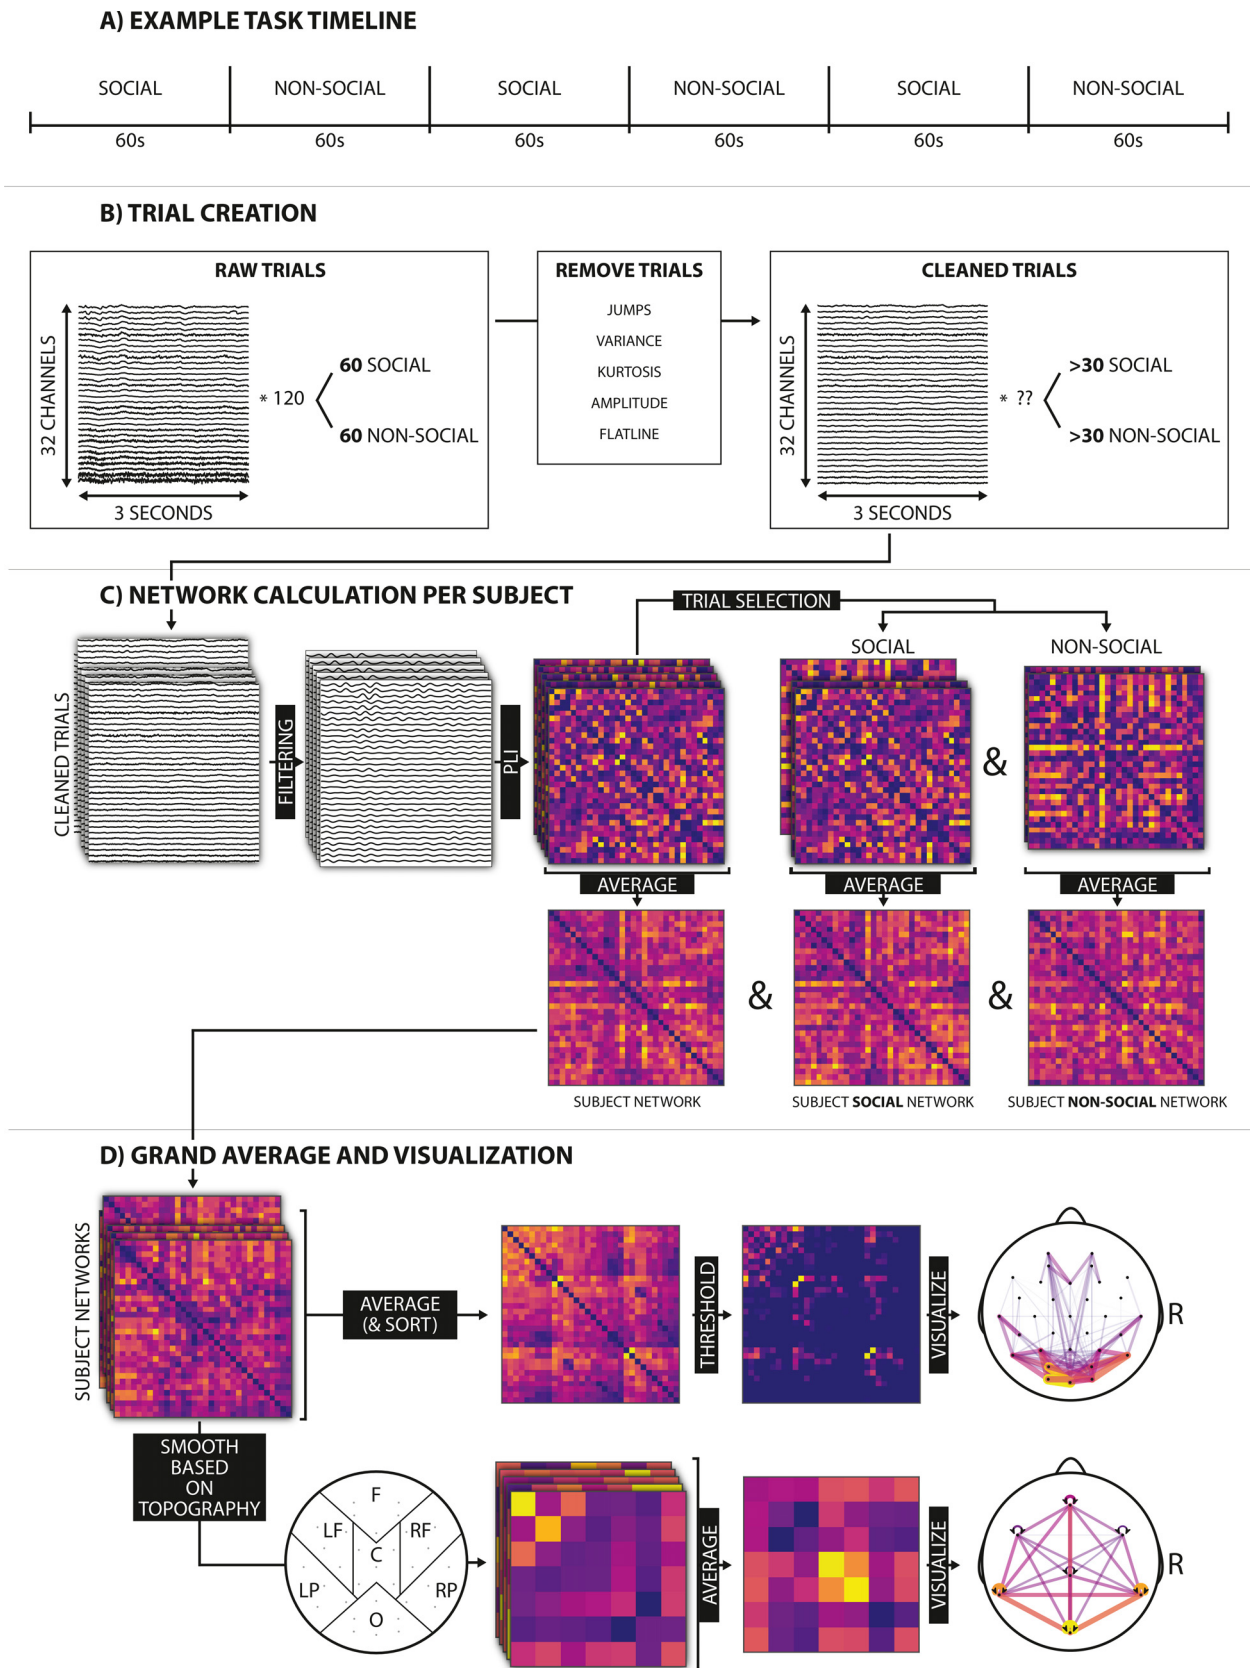 A) EXAMPLE TASK TIMELINE
SOCIAL NON-SOCIAL SOCIAL NON-SOCIAL SOCIAL NON-SOCIAL
60s 60s 60s 60s 60s 60s
B) TRIAL CREATION
RAW TRIALS
32 CHANNELS
* 120
60 SOCIAL
60 NON-SOCIAL
3 SECONDS
REMOVE TRIALS
JUMPS
VARIANCE
KURTOSIS
AMPLITUDE
FLATLINE
CLEANED TRIALS
32 CHANNELS
* ??
>30 SOCIAL
>30 NON-SOCIAL
3 SECONDS
C) NETWORK CALCULATION PER SUBJECT
TRIAL SELECTION
SOCIAL
NON-SOCIAL
CLEANED TRIALS
FILTERING
PLI
&
AVERAGE
AVERAGE
AVERAGE
&
&
SUBJECT NETWORK
SUBJECT SOCIAL NETWORK
SUBJECT NON-SOCIAL NETWORK
D) GRAND AVERAGE AND VISUALIZATION
SUBJECT NETWORKS
AVERAGE
(& SORT)
THRESHOLD
VISUALIZE
R
SMOOTH
BASED
ON
TOPOGRAPHY
F
LF
RF
C
LP
RP
O
AVERAGE
VISUALIZE
R